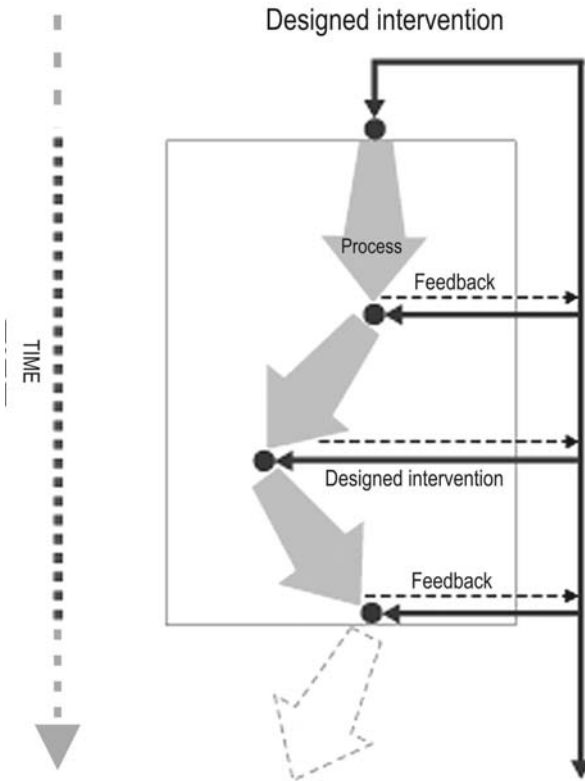 Designed intervention
Process
Feedback
TIME
Designed intervention
Feedback